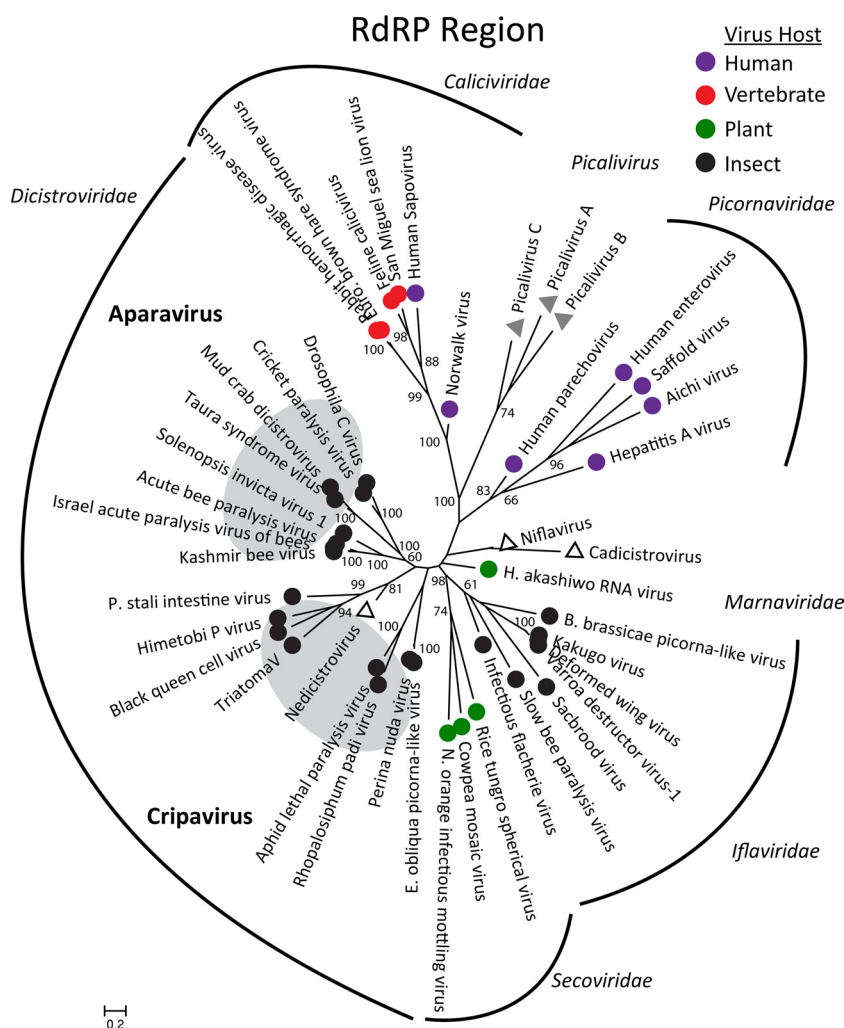 RdRP Region
Virus Host
Human
Vertebrate
Plant
Insect
Caliciviridae
Picalivirus
Picornaviridae
Dicistroviridae
Aparavirus
Cripavirus
Marnaviridae
Iflaviridae
Secoviridae
Rabbit hemorrhagic disease virus
Euro. brown hare syndrome virus
Feline calicivirus
San Miguel sea lion virus
Human Sapovirus
Norwalk virus
Picalivirus C
Picalivirus A
Picalivirus B
Human parechovirus
Human enterovirus
Saffold virus
Aichi virus
Hepatitis A virus
Niflavirus
Cadicistrovirus
H. akashiwo RNA virus
B. brassicae picorna-like virus
Kakugo virus
Deformed wing virus
Varroa destructor virus-1
Sacbrood virus
Slow bee paralysis virus
Infectious flacherie virus
Rice tungro spherical virus
Cowpea mosaic virus
N. orange infectious mottling virus
E. obliqua picorna-like virus
Perina nuda virus
Rhopalosiphum padi virus
Aphid lethal paralysis virus
Nedicistrovirus
TriatomaV
Black queen cell virus
Himetobi P virus
P. stali intestine virus
Kashmir bee virus
Israel acute paralysis virus of bees
Acute bee paralysis virus
Solenopsis invicta virus 1
Taura syndrome virus
Mud crab dicistrovirus
Cricket paralysis virus
Drosophila C virus
100
98
88
99
100
74
96
83
66
100
100
100
100
60
100
100
99
94
81
100
100
98
74
61
100
0.2